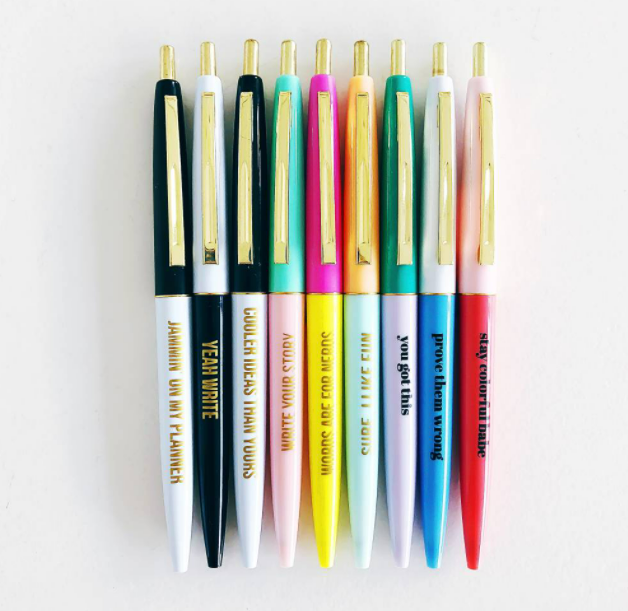 JAMMIN' ON MY PLANNER
YEAH WRITE
COOLER IDEAS THAN YOURS
WRITE YOUR STORY
WORDS ARE FOR NERDS
SURE, I LIKE FUN
you got this
prove them wrong
stay colorful babe